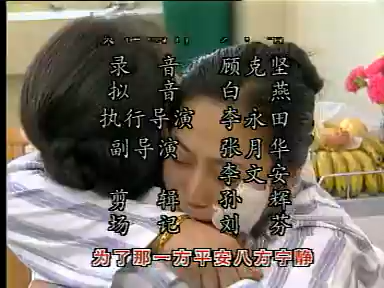 录 音 顾克坚
拟 音 白 燕
执行导演 李永田
副导演 张月华
李文安
剪 辑 孙 辉
场 记 刘 芬
为了那一方平安八方宁静